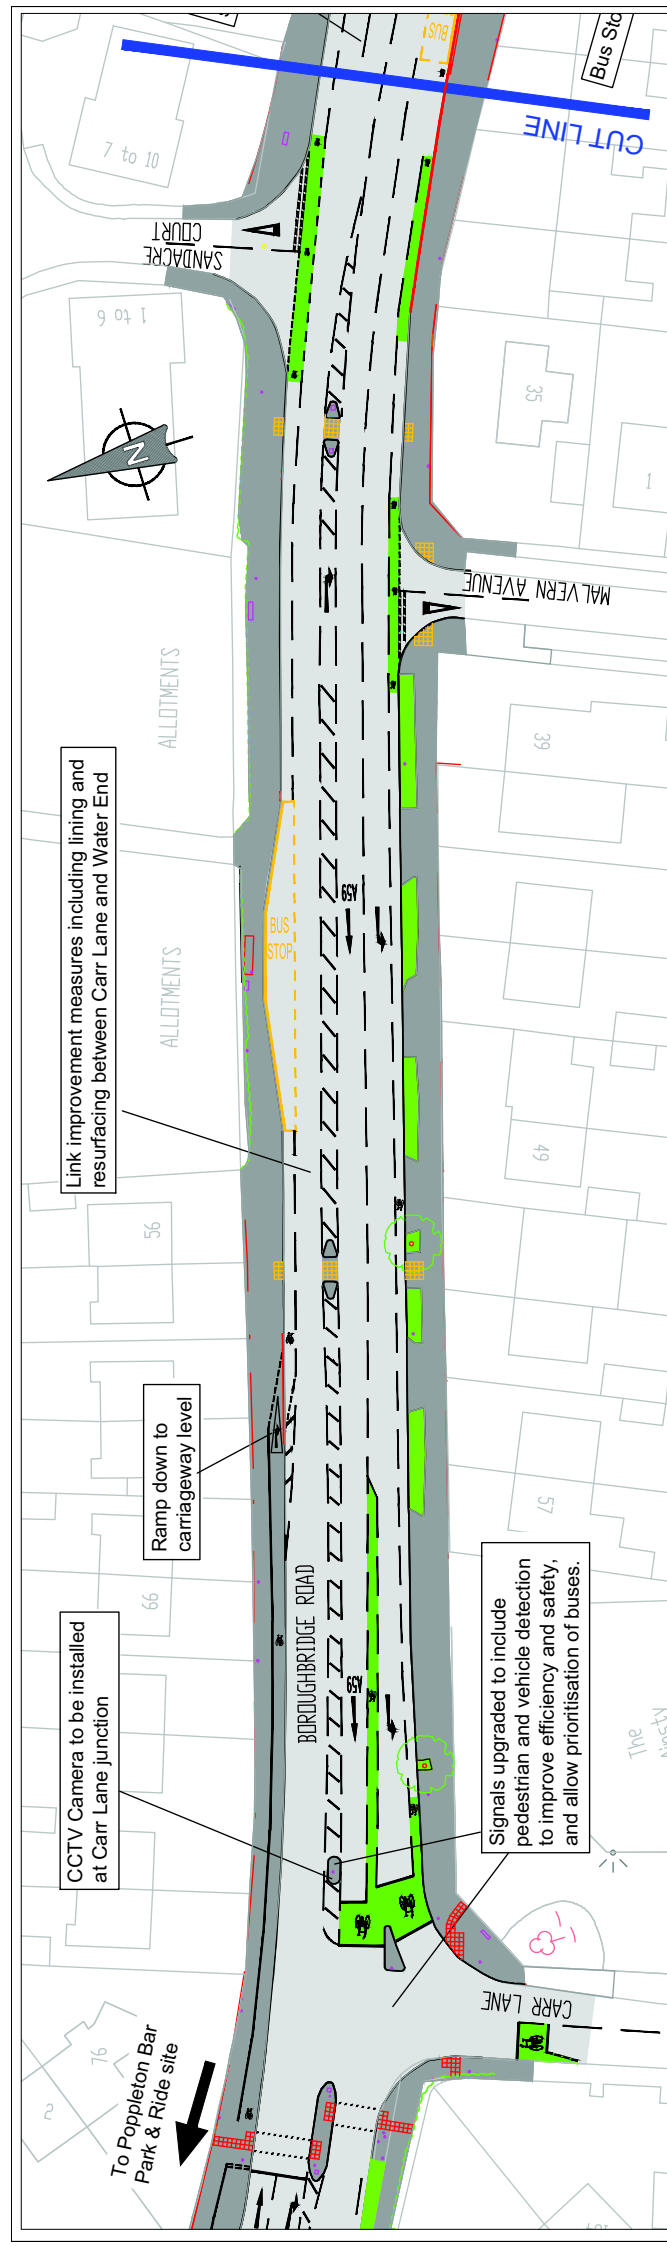 Bus Sto
BUS
CUT LINE
7 to 10
SANDACRE
COURT
1 to 6
N
35
1
MALVERN AVENUE
ALLOTMENTS
39
Link improvement measures including lining and
resurfacing between Carr Lane and Water End
A59
BUS
STOP
ALLOTMENTS
49
56
Ramp down to
carriageway level
57
66
BOROUGHBRIDGE ROAD
CCTV Camera to be installed
at Carr Lane junction
A59
Signals upgraded to include
pedestrian and vehicle detection
to improve efficiency and safety,
and allow prioritisation of buses.
The
CARR LANE
76
2
To Poppleton Bar
Park & Ride site